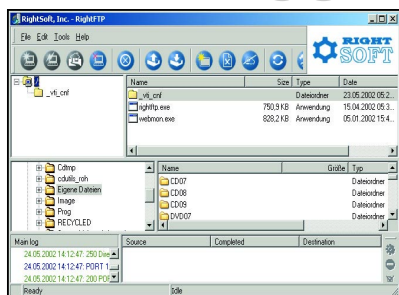 RightSoft, Inc. - RightFTP
File Edit Tools Help
RIGHT
SOFT
/
_vti_cnf
Name Size Type Date
_vti_cnf Dateiordner 23.05.2002 05:2...
rightftp.exe 750,9 KB Anwendung 15.04.2002 05:3...
webmon.exe 828,2 KB Anwendung 05.01.2002 15:4...
Cdtmp
cdutils_roh
Eigene Dateien
Image
Prog
RECYCLED
Name Größe Typ
CD07 Dateiordner
CD08 Dateiordner
CD09 Dateiordner
DVD07 Dateiordner
Main log
24.05.2002 14:12:47: 250 Dire
24.05.2002 14:12:47: PORT 1
24.05.2002 14:12:47: 200 POF
Source Completed Destination
Ready Idle